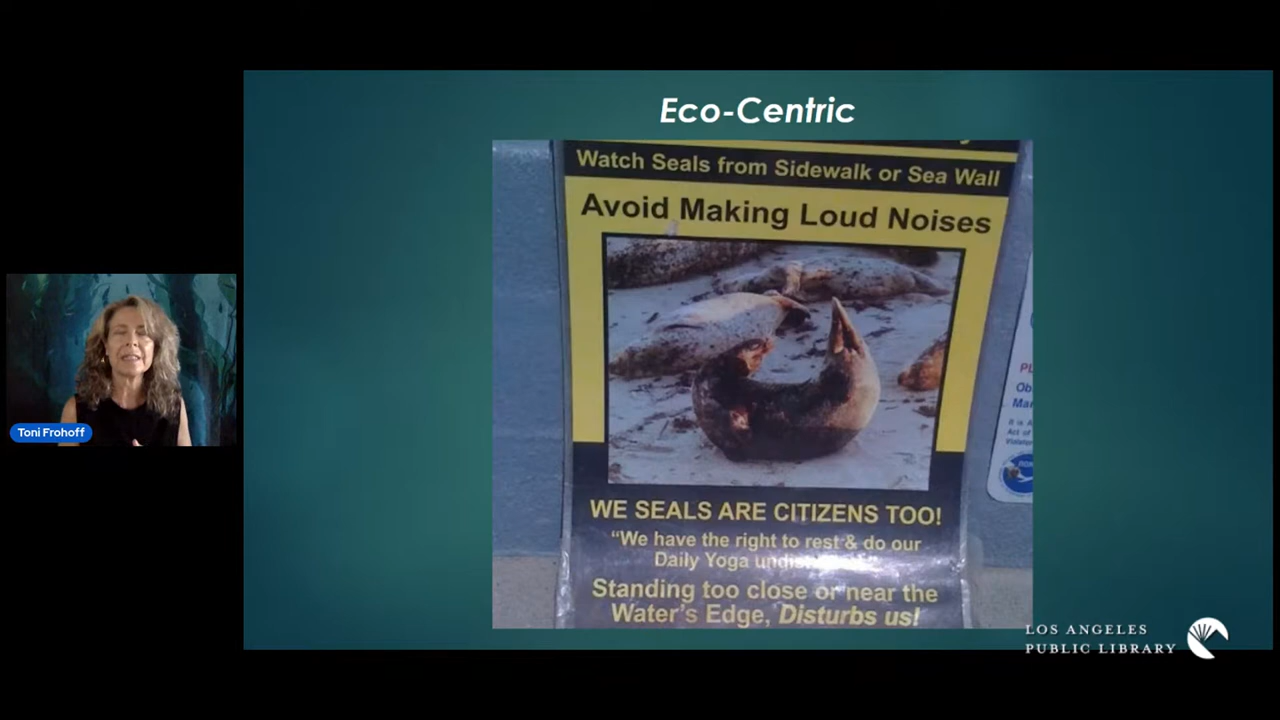 Eco-Centric
Watch Seals from Sidewalk or Sea Wall
Avoid Making Loud Noises
WE SEALS ARE CITIZENS TOO!
"We have the right to rest & do our
Daily Yoga
Standing too close or near the
Water's Edge, Disturbs us!
Toni Frohoff
LOS ANGELES
PUBLIC LIBRARY